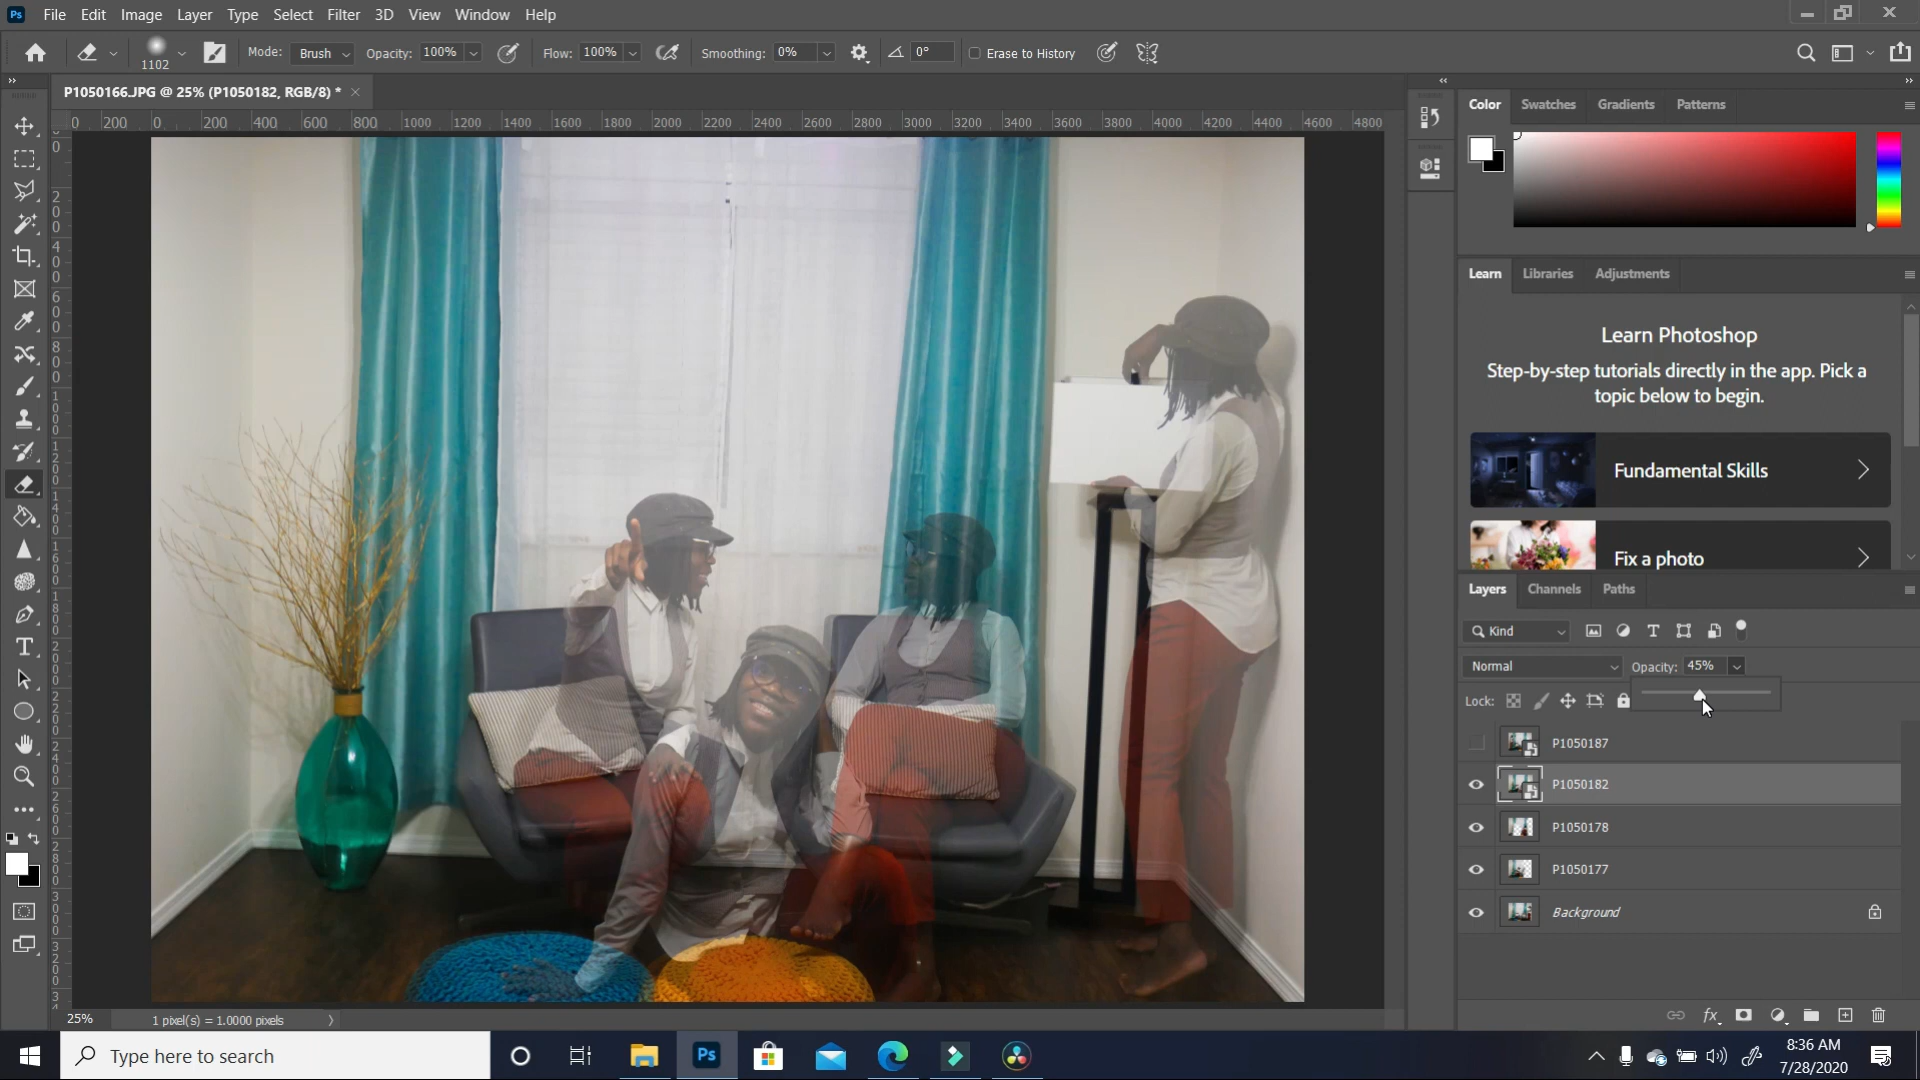 Ps File Edit Image Layer Type Select Filter 3D View Window Help
1102 Mode: Brush Opacity: 100% Flow: 100% Smoothing: 0% 0° Erase to History
P1050166.JPG @ 25% (P1050182, RGB/8) *
0 200 0 200 400 600 800 1000 1200 1400 1600 1800 2000 2200 2400 2600 2800 3000 3200 3400 3600 3800 4000 4200 4400 4600 4800
Color Swatches Gradients Patterns
Learn Libraries Adjustments
Learn Photoshop
Step-by-step tutorials directly in the app. Pick a
topic below to begin.
Fundamental Skills
Fix a photo
Layers Channels Paths
Kind
Normal Opacity: 45%
Lock:
P1050187
P1050182
P1050178
P1050177
Background
25% 1 pixel(s) = 1.0000 pixels
Type here to search
Ps
8:36 AM
7/28/2020